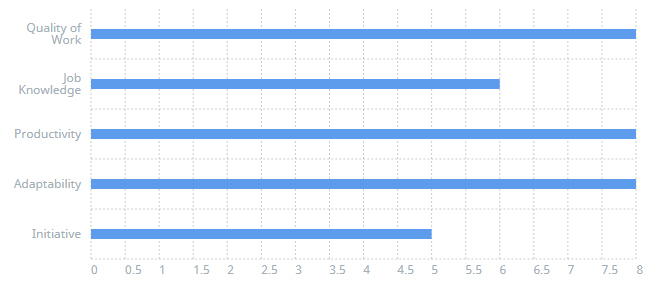 Quality of
Work
Job
Knowledge
Productivity
Adaptability
Initiative
0 0.5 1 1.5 2 2.5 3 3.5 4 4.5 5 5.5 6 6.5 7 7.5 8